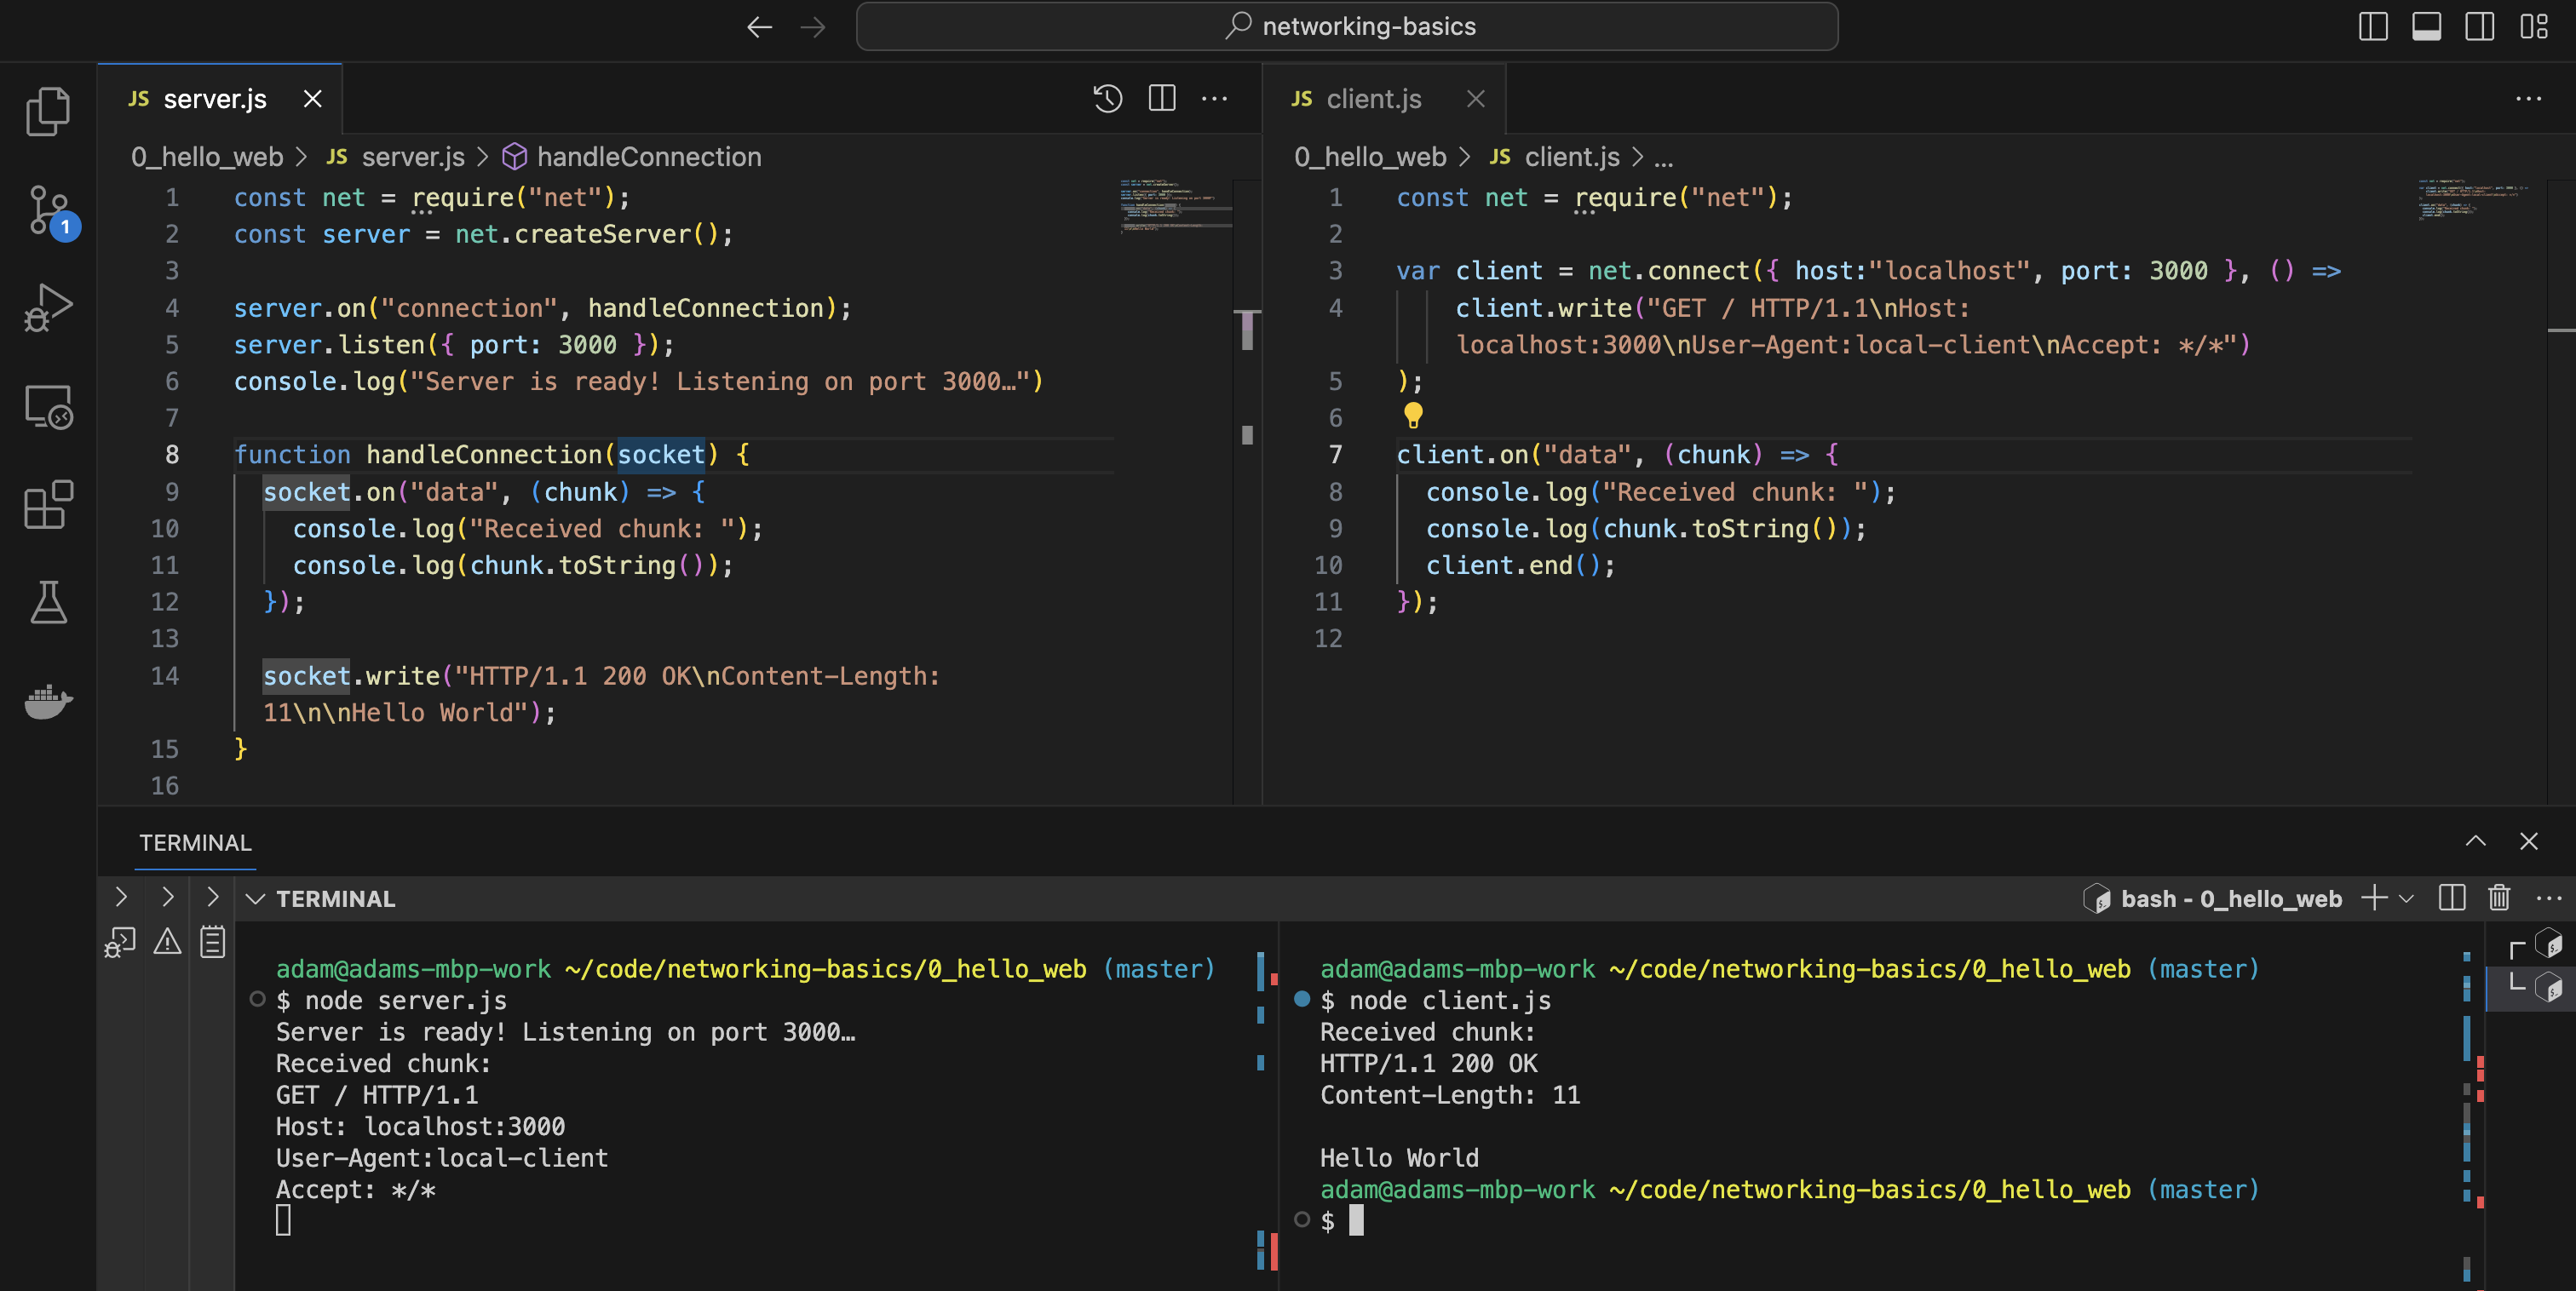 networking-basics
JS server.js
JS client.js
0_hello_web > JS server.js > handleConnection
1 const net = require("net");
2 const server = net.createServer();
3
4 server.on("connection", handleConnection);
5 server.listen({ port: 3000 });
6 console.log("Server is ready! Listening on port 3000…")
7
8 function handleConnection(socket) {
9 socket.on("data", (chunk) => {
10 console.log("Received chunk: ");
11 console.log(chunk.toString());
12 });
13
14 socket.write("HTTP/1.1 200 OK\nContent-Length:
11\n\nHello World");
15 }
16
0_hello_web > JS client.js > ...
1 const net = require("net");
2
3 var client = net.connect({ host:"localhost", port: 3000 }, () =>
4 client.write("GET / HTTP/1.1\nHost:
localhost:3000\nUser-Agent:local-client\nAccept: */*")
5 );
6
7 client.on("data", (chunk) => {
8 console.log("Received chunk: ");
9 console.log(chunk.toString());
10 client.end();
11 });
12
1
TERMINAL
TERMINAL
bash - 0_hello_web
adam@adams-mbp-work ~/code/networking-basics/0_hello_web (master)
$ node server.js
Server is ready! Listening on port 3000…
Received chunk:
GET / HTTP/1.1
Host: localhost:3000
User-Agent:local-client
Accept: */*
adam@adams-mbp-work ~/code/networking-basics/0_hello_web (master)
$ node client.js
Received chunk:
HTTP/1.1 200 OK
Content-Length: 11

Hello World
adam@adams-mbp-work ~/code/networking-basics/0_hello_web (master)
$